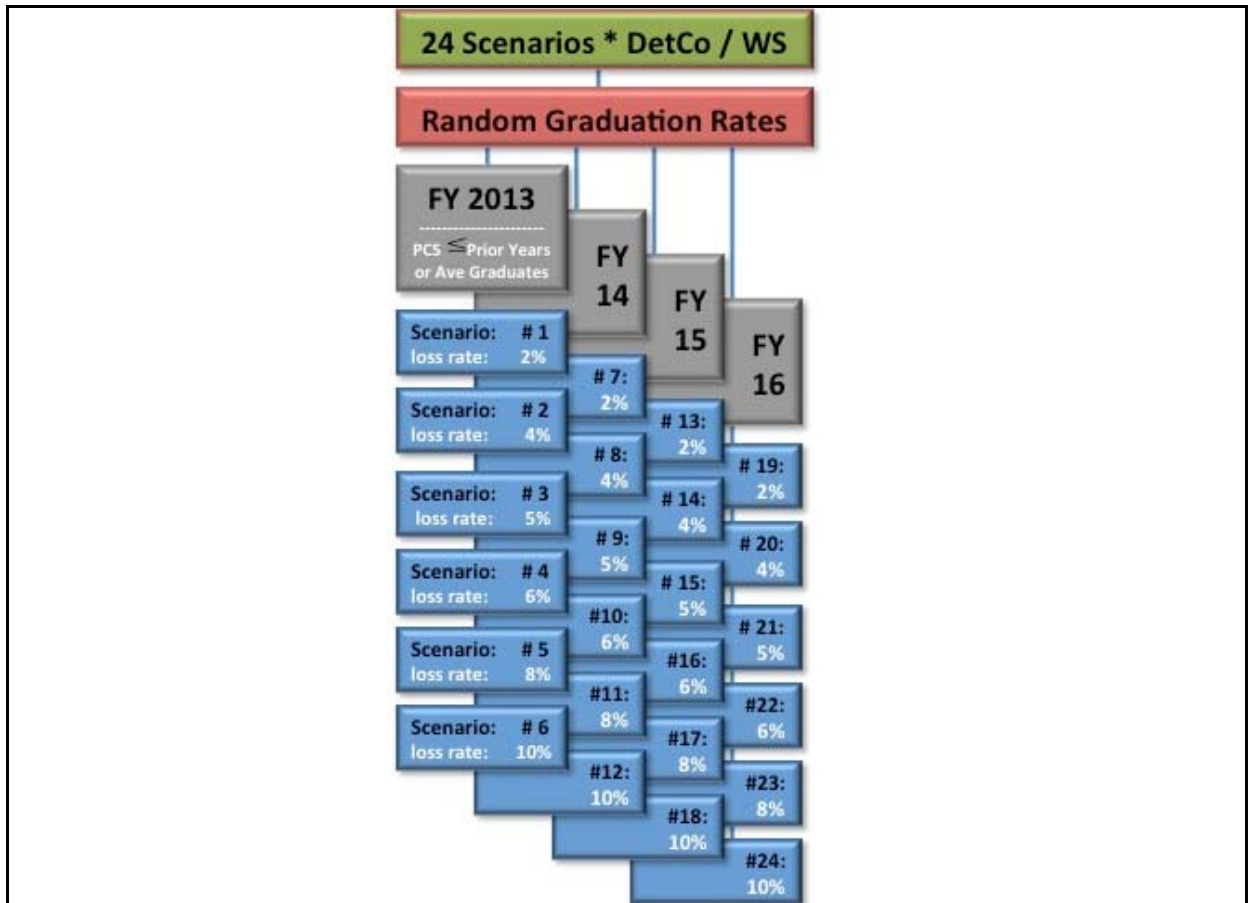 24 Scenarios * DetCo / WS
Random Graduation Rates
FY 2013
----------------------
PCS ≦ Prior Years
or Ave Graduates
Scenario: # 1
loss rate: 2%
Scenario: # 2
loss rate: 4%
Scenario: # 3
loss rate: 5%
Scenario: # 4
loss rate: 6%
Scenario: # 5
loss rate: 8%
Scenario: # 6
loss rate: 10%
FY
14
# 7:
2%
# 8:
4%
# 9:
5%
#10:
6%
#11:
8%
#12:
10%
FY
15
# 13:
2%
# 14:
4%
# 15:
5%
#16:
6%
#17:
8%
#18:
10%
FY
16
# 19:
2%
# 20:
4%
# 21:
5%
#22:
6%
#23:
8%
#24:
10%